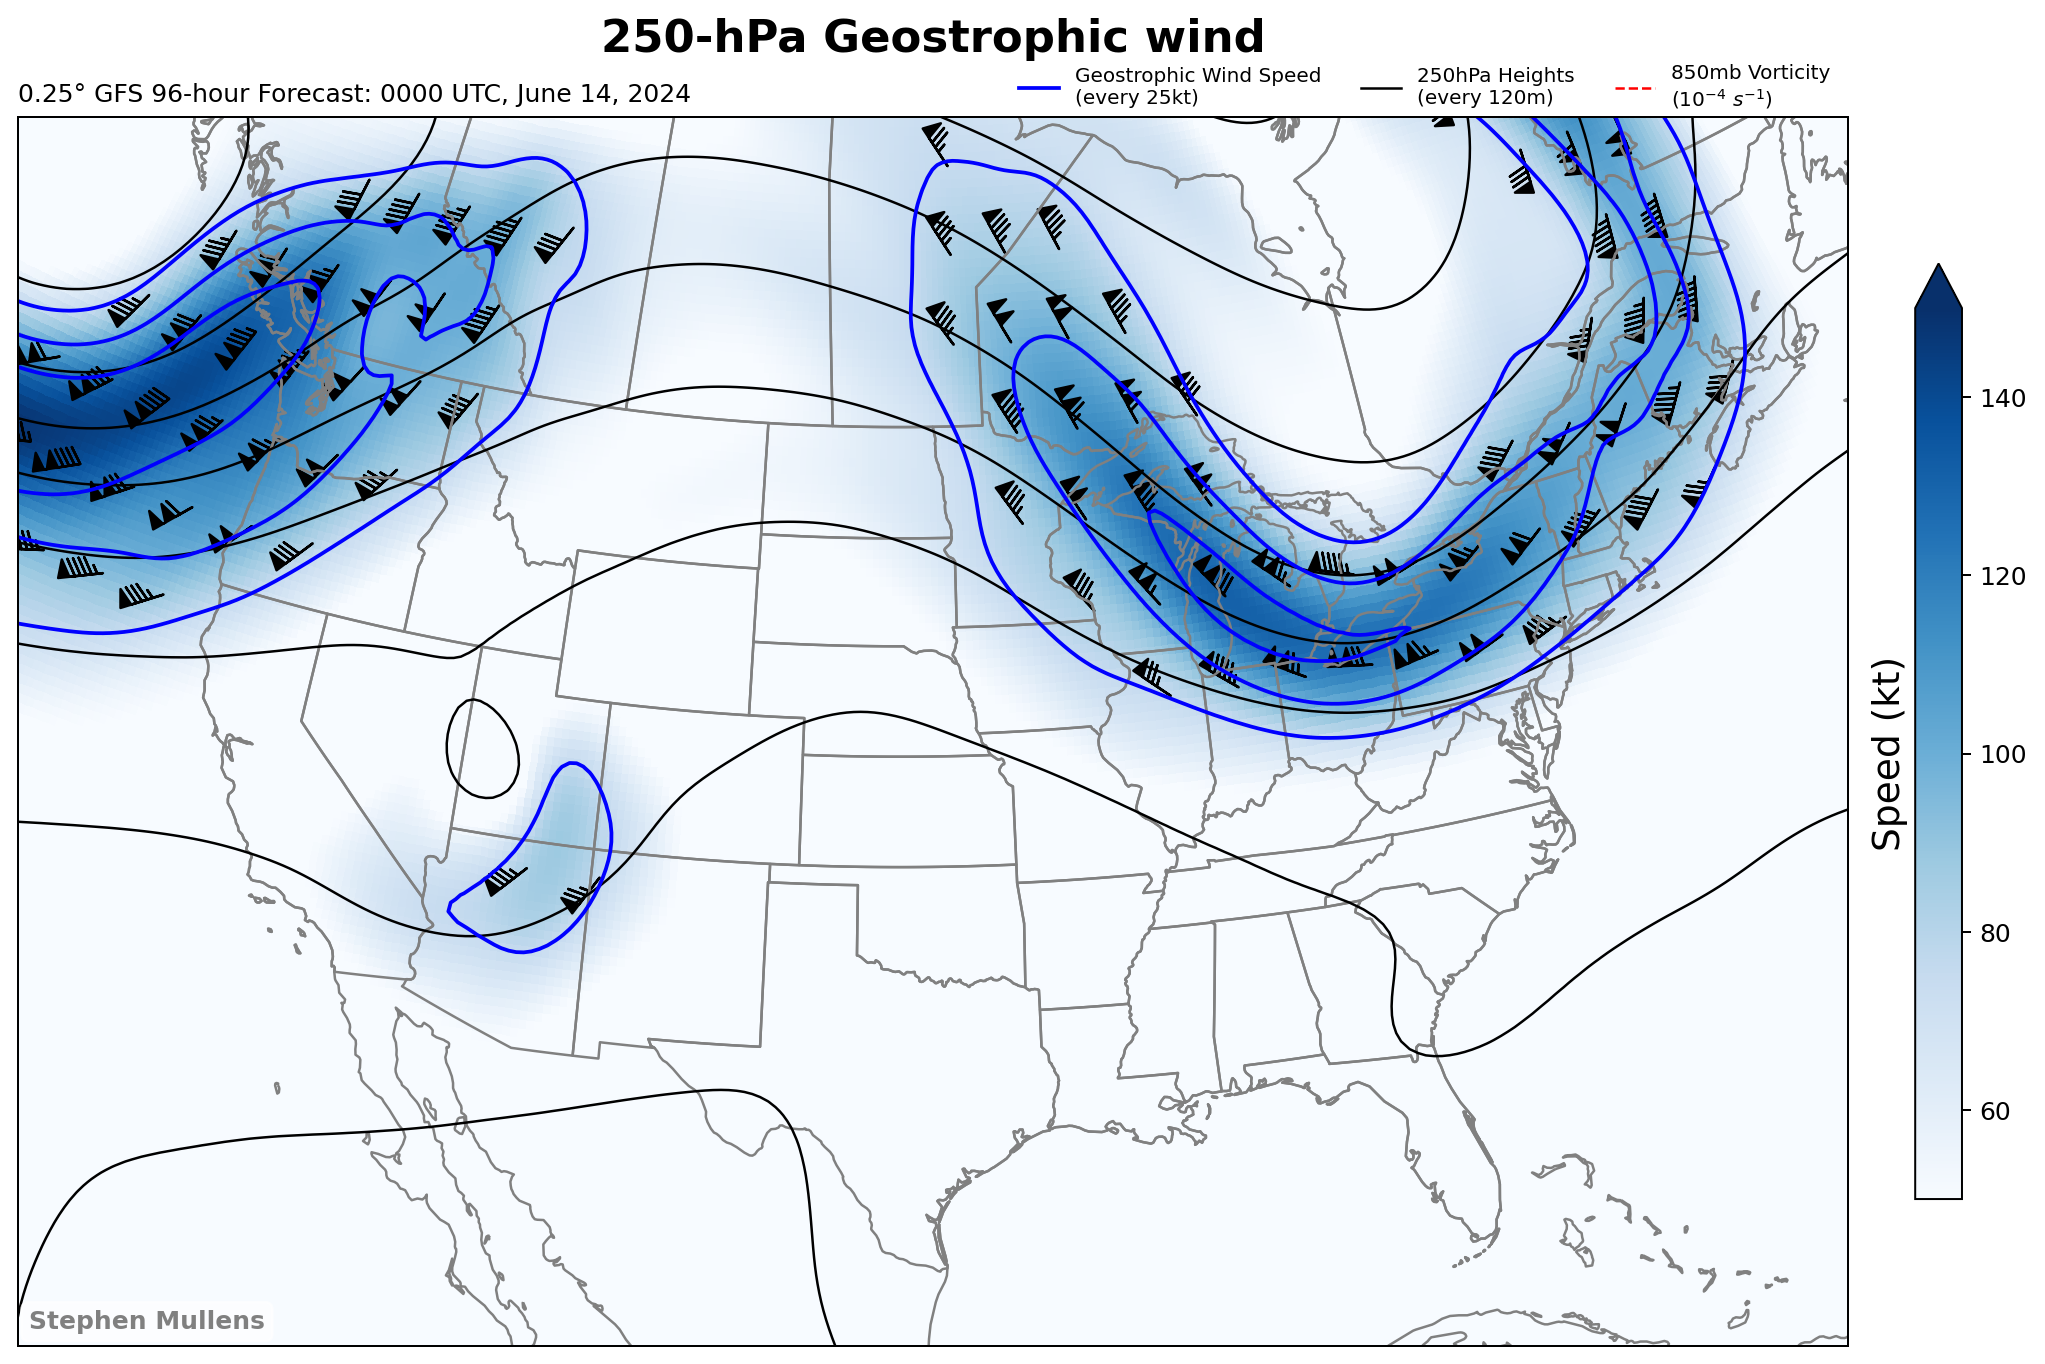 250-hPa Geostrophic wind
0.25° GFS 96-hour Forecast: 0000 UTC, June 14, 2024
Geostrophic Wind Speed
(every 25kt)
250hPa Heights
(every 120m)
850mb Vorticity
(10⁻⁴ s⁻¹)
140
120
100
80
60
Speed (kt)
Stephen Mullens